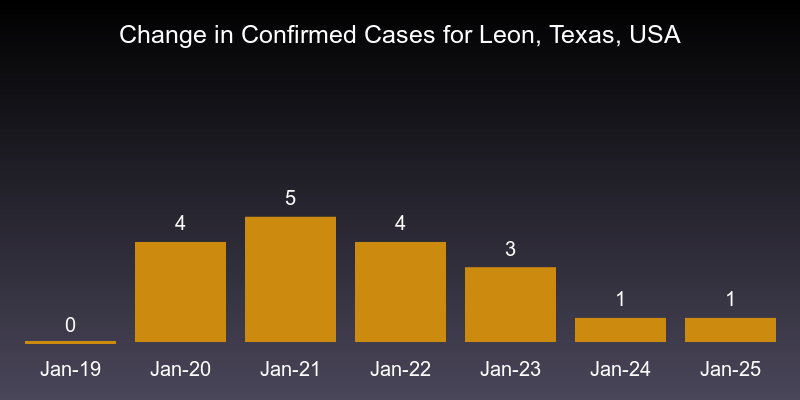 Change in Confirmed Cases for Leon, Texas, USA
0
4
5
4
3
1
1
Jan-19
Jan-20
Jan-21
Jan-22
Jan-23
Jan-24
Jan-25